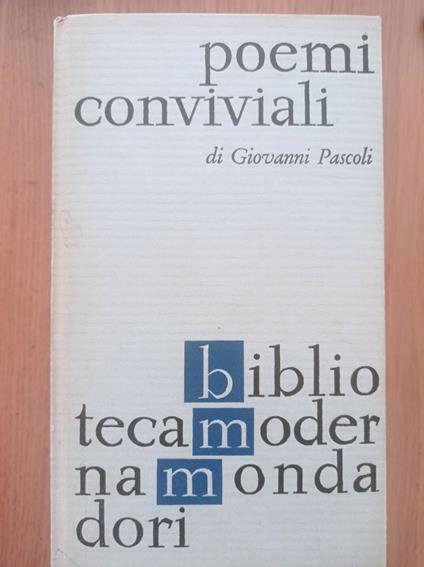 poemi
conviviali
di Giovanni Pascoli
biblio
tecamoder
namonda
dori